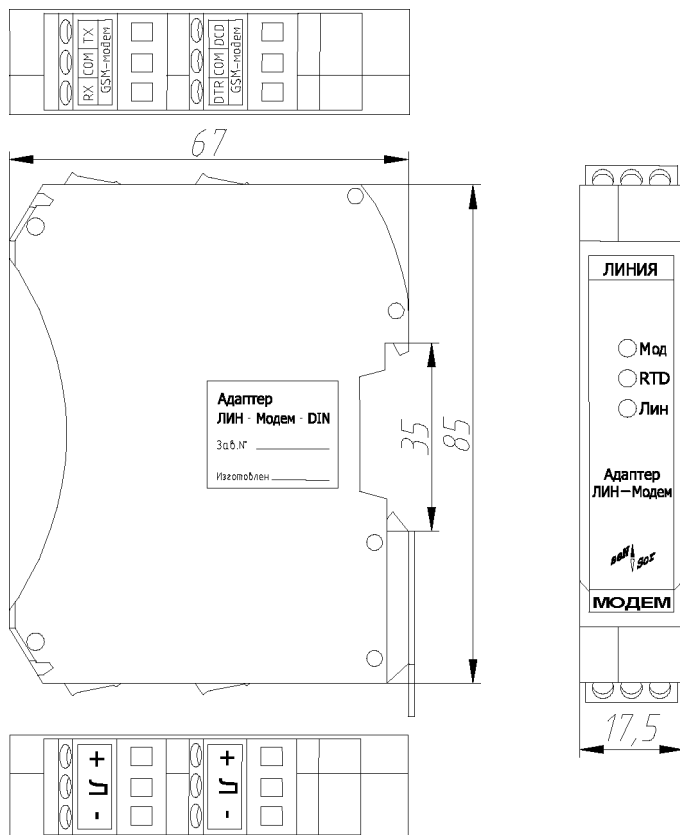 RX COM TX
GSM-модем
DTR COM DCD
GSM-модем
67
Адаптер
ЛИН - Модем - DIN
Зав.№
Изготовлен
35
85
ЛИНИЯ
Мод
RTD
Лин
Адаптер
ЛИН-Модем
МОДЕМ
17,5
+ Л -
+ Л -